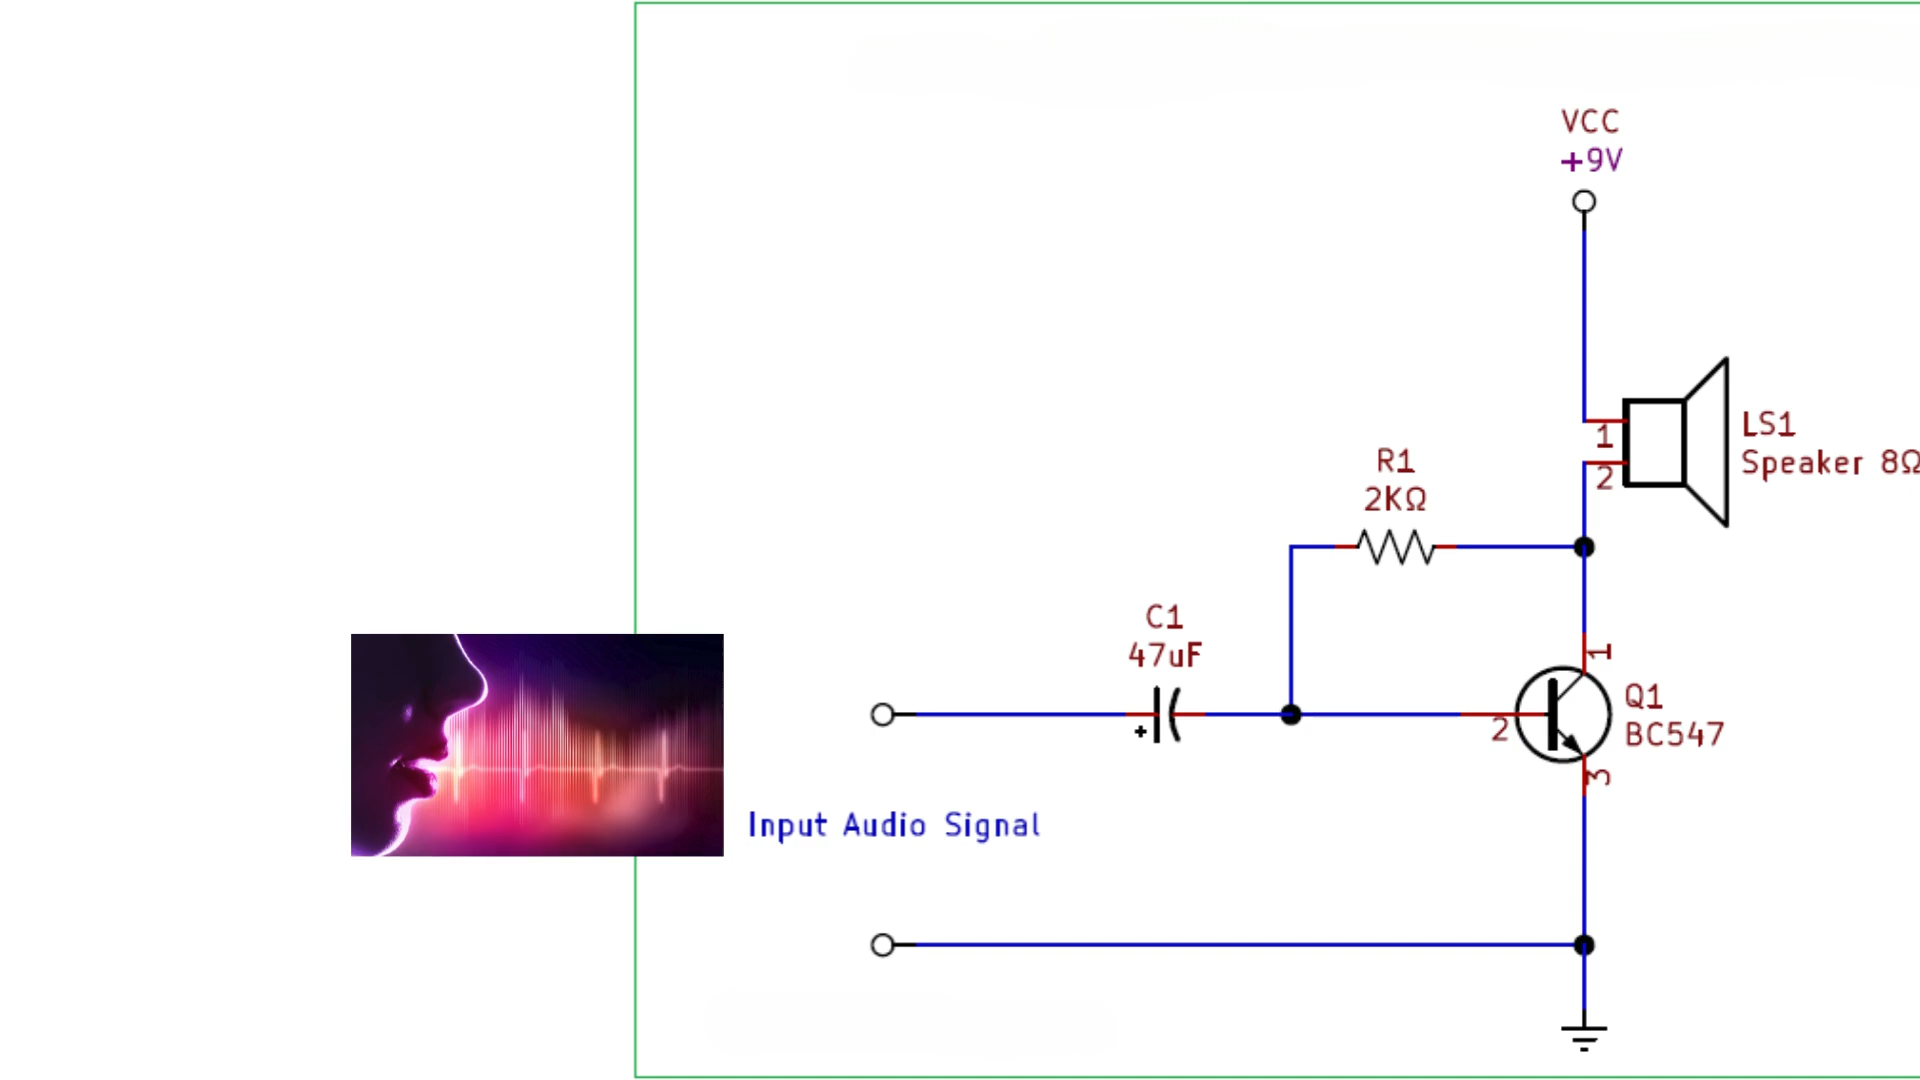 VCC
+9V
1
2
LS1
Speaker 8Ω
R1
2KΩ
C1
47uF
+
1
2
3
Q1
BC547
Input Audio Signal